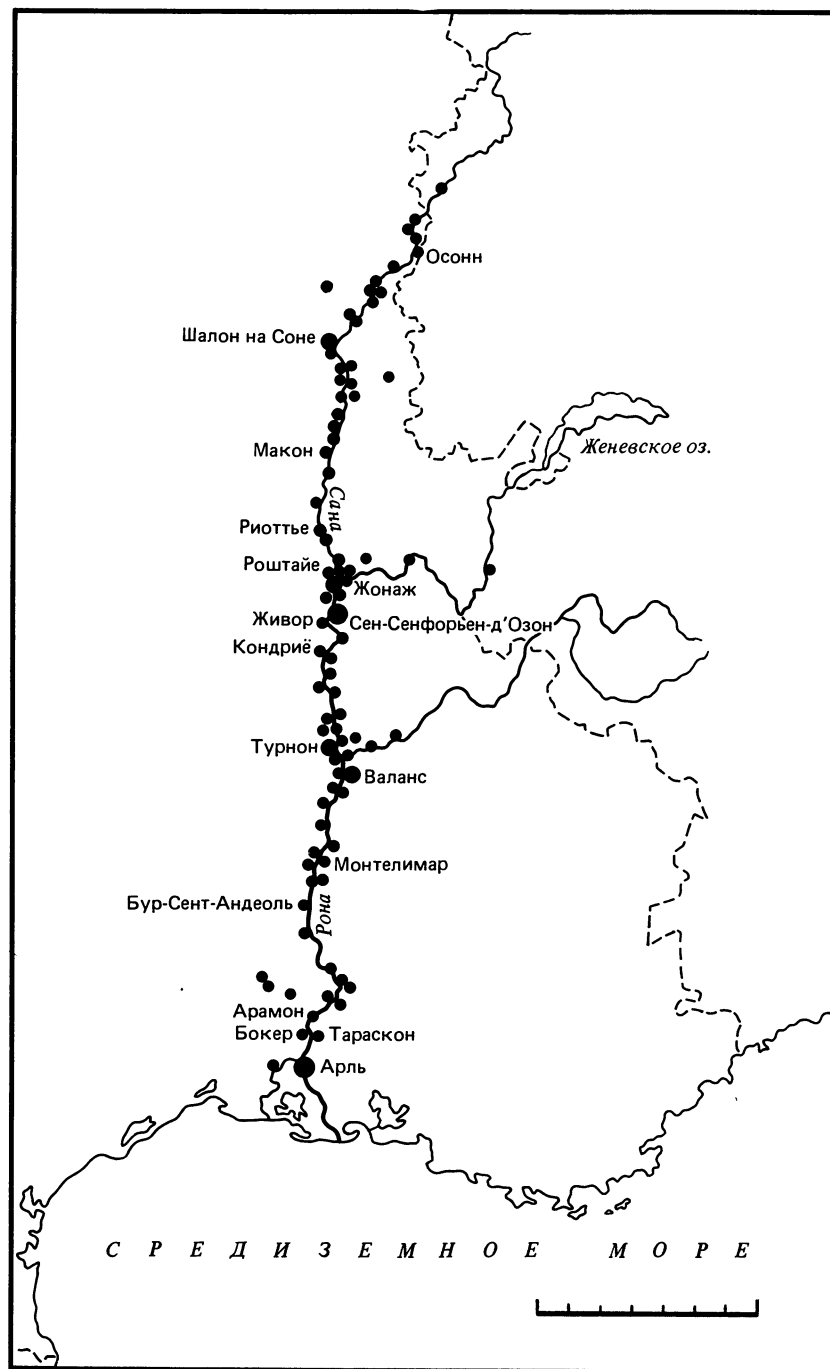 Осонн
Шалон на Соне
Женевское оз.
Макон
Сана
Риоттье
Роштайе
Жонаж
Живор
Сен-Сенфорьен-д'Озон
Кондриё
Турнон
Валанс
Монтелимар
Бур-Сент-Андеоль
Рона
Арамон
Бокер
Тараскон
Арль
СРЕДИЗЕМНОЕ МОРЕ